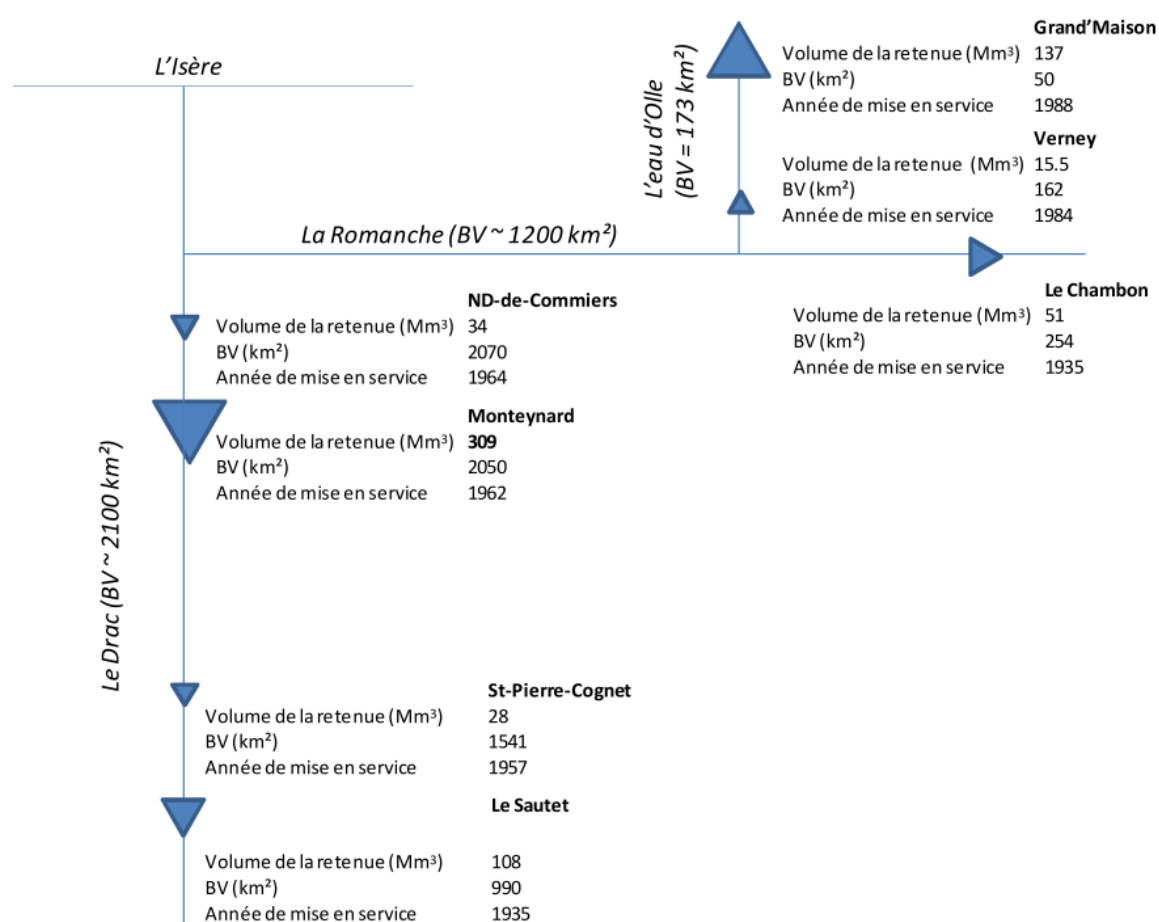 L'Isère
Grand'Maison
Volume de la retenue (Mm³) 137
BV (km²) 50
Année de mise en service 1988
L'eau d'Olle
(BV = 173 km²)
Verney
Volume de la retenue (Mm³) 15.5
BV (km²) 162
Année de mise en service 1984
La Romanche (BV ~ 1200 km²)
Le Chambon
Volume de la retenue (Mm³) 51
BV (km²) 254
Année de mise en service 1935
ND-de-Commiers
Volume de la retenue (Mm³) 34
BV (km²) 2070
Année de mise en service 1964
Monteynard
Volume de la retenue (Mm³) 309
BV (km²) 2050
Année de mise en service 1962
Le Drac (BV ~ 2100 km²)
St-Pierre-Cognet
Volume de la retenue (Mm³) 28
BV (km²) 1541
Année de mise en service 1957
Le Sautet
Volume de la retenue (Mm³) 108
BV (km²) 990
Année de mise en service 1935